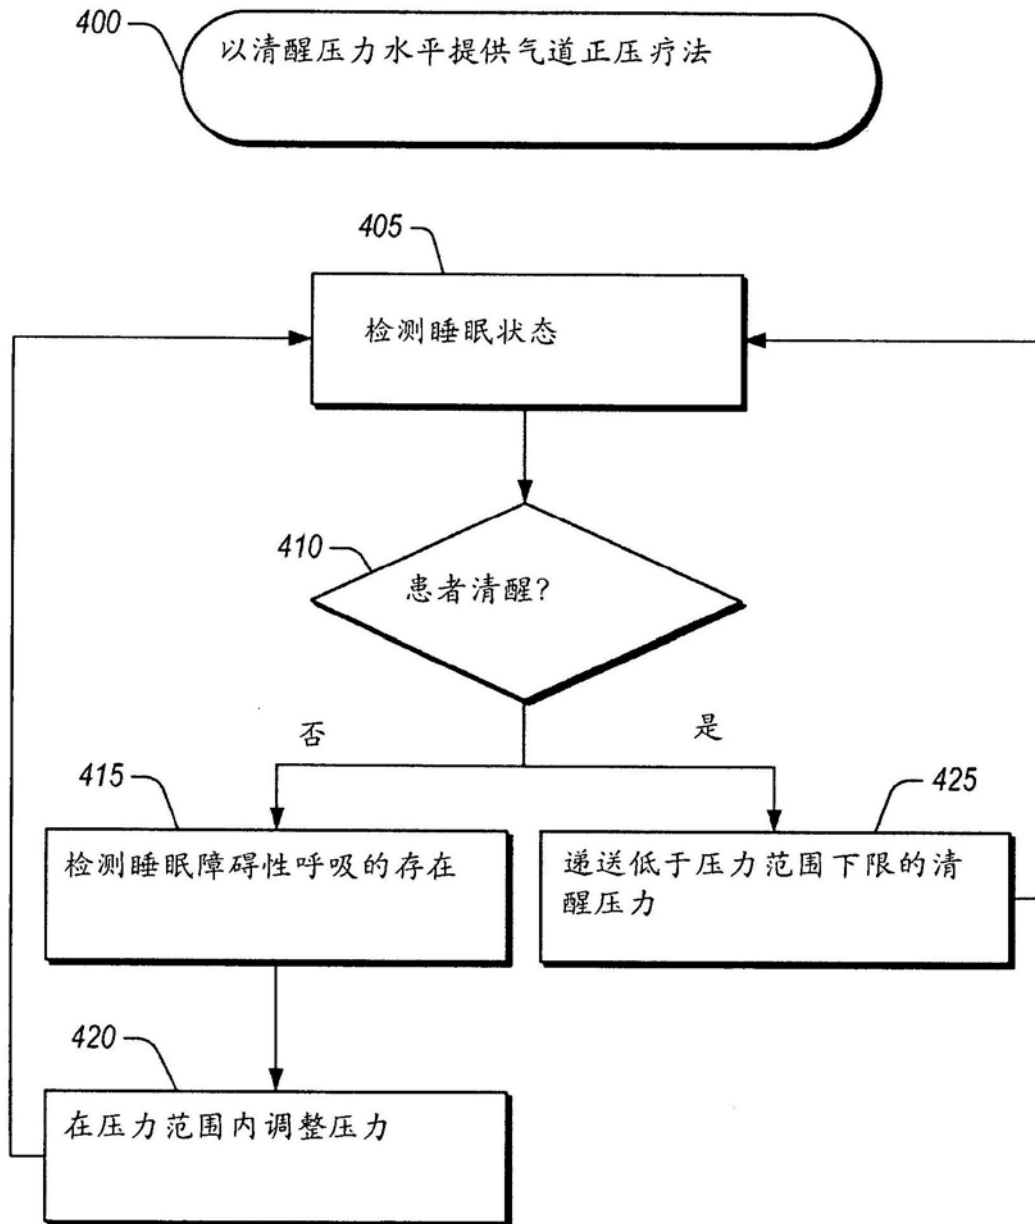 400
以清醒压力水平提供气道正压疗法
405
检测睡眠状态
410
患者清醒?
否
是
415
检测睡眠障碍性呼吸的存在
425
递送低于压力范围下限的清
醒压力
420
在压力范围内调整压力